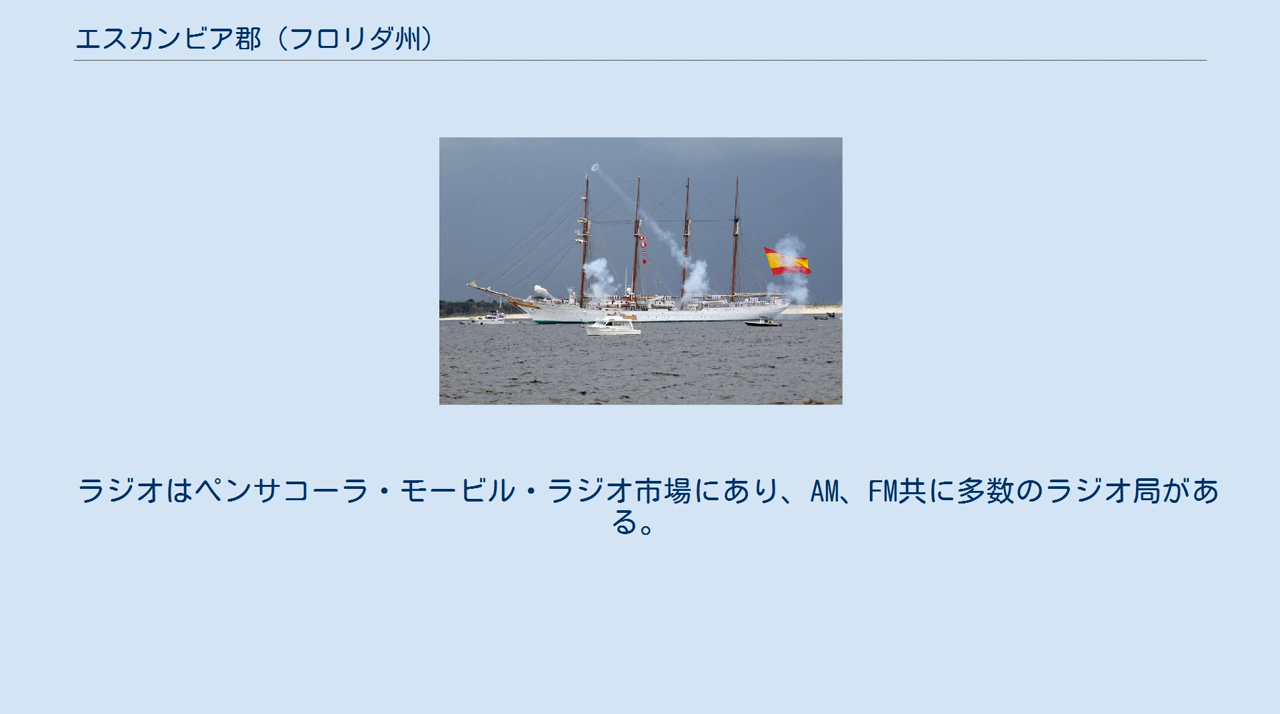 エスカンビア郡（フロリダ州）
ラジオはペンサコーラ・モービル・ラジオ市場にあり、AM、FM共に多数のラジオ局があ
る。